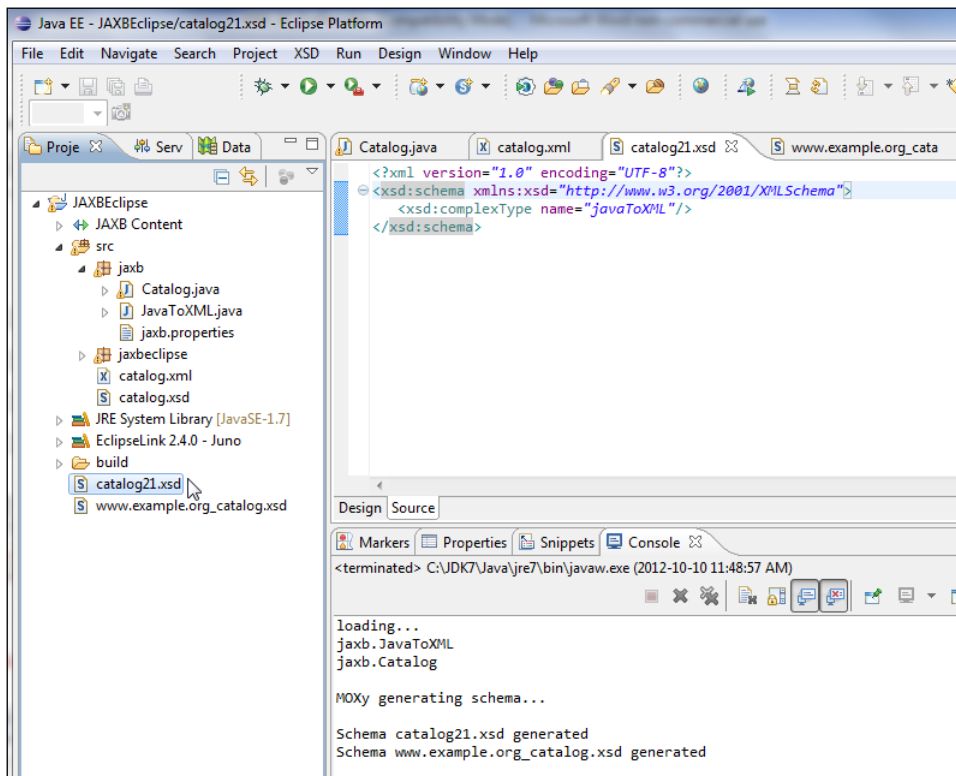 Java EE - JAXBEclipse/catalog21.xsd - Eclipse Platform
File Edit Navigate Search Project XSD Run Design Window Help
Proje Serv Data
JAXBEclipse
JAXB Content
src
jaxb
Catalog.java
JavaToXML.java
jaxb.properties
jaxbeclipse
catalog.xml
catalog.xsd
JRE System Library [JavaSE-1.7]
EclipseLink 2.4.0 - Juno
build
catalog21.xsd
www.example.org_catalog.xsd
Catalog.java catalog.xml catalog21.xsd www.example.org_cata
<?xml version="1.0" encoding="UTF-8"?>
<xsd:schema xmlns:xsd="http://www.w3.org/2001/XMLSchema">
<xsd:complexType name="javaToXML"/>
</xsd:schema>
Design Source
Markers Properties Snippets Console
<terminated> C:\JDK7\Java\jre7\bin\javaw.exe (2012-10-10 11:48:57 AM)
loading...
jaxb.JavaToXML
jaxb.Catalog
MOXy generating schema...
Schema catalog21.xsd generated
Schema www.example.org_catalog.xsd generated